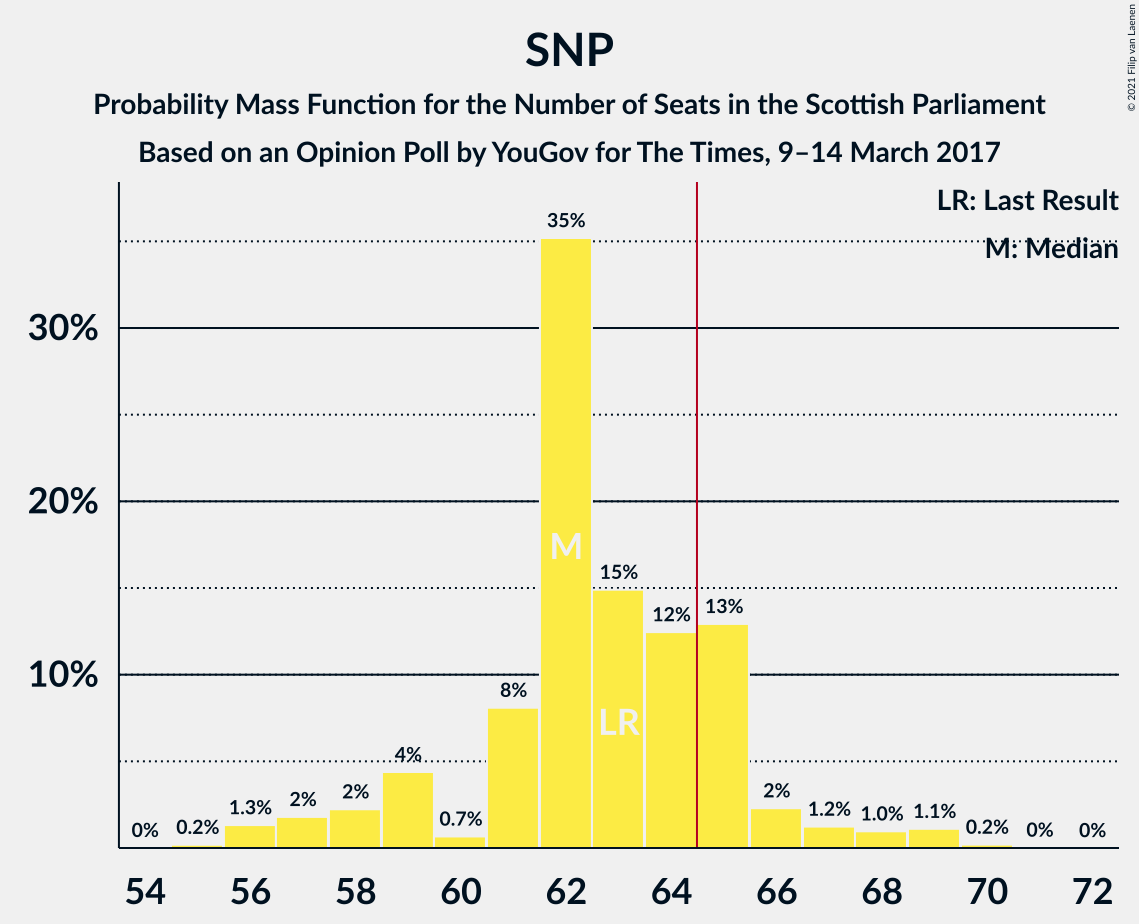 SNP
Probability Mass Function for the Number of Seats in the Scottish Parliament
Based on an Opinion Poll by YouGov for The Times, 9–14 March 2017
© 2021 Filip van Laenen
LR: Last Result
M: Median
30%
20%
10%
0%
0.2%
1.3%
2%
2%
4%
0.7%
8%
35%
15%
12%
13%
2%
1.2%
1.0%
1.1%
0.2%
0%
0%
M
LR
54 56 58 60 62 64 66 68 70 72